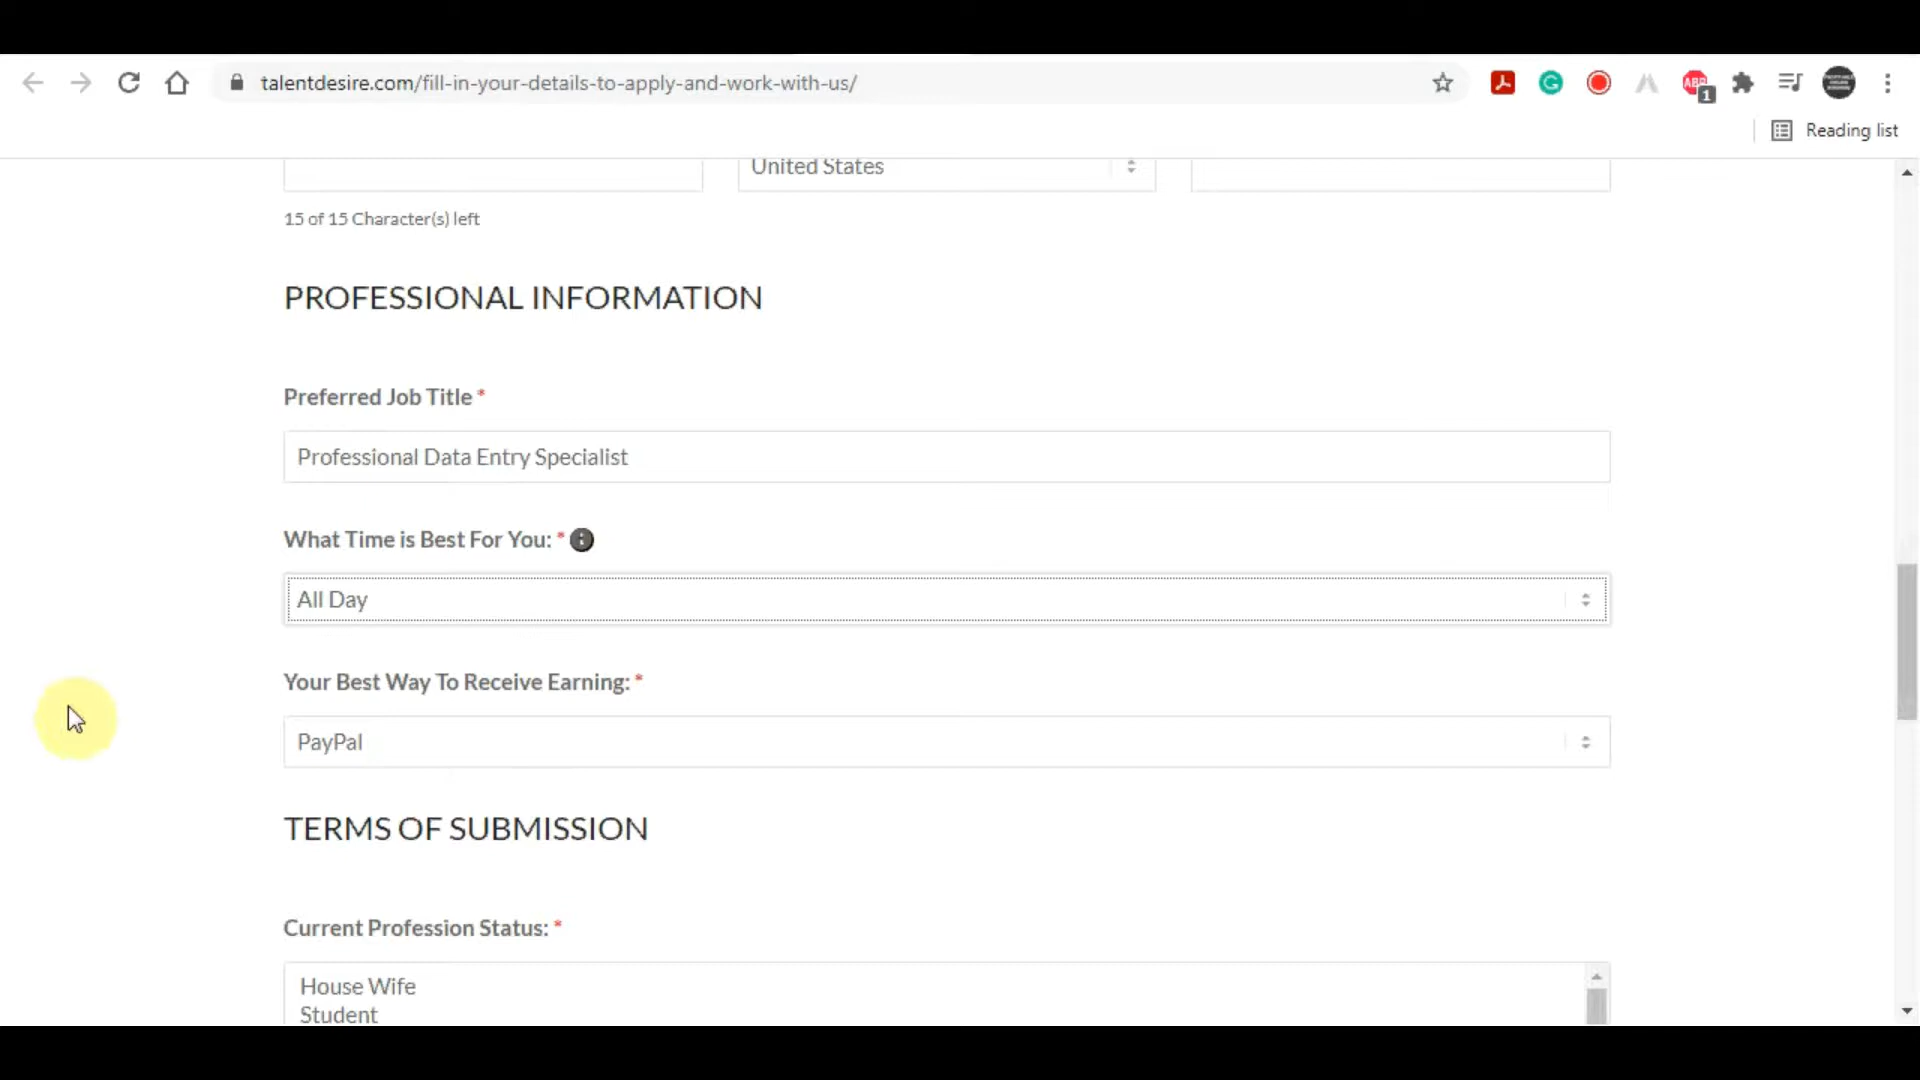 talentdesire.com/fill-in-your-details-to-apply-and-work-with-us/
ABP
1
Reading list
United States
15 of 15 Character(s) left
PROFESSIONAL INFORMATION
Preferred Job Title *
Professional Data Entry Specialist
What Time is Best For You: *
All Day
Your Best Way To Receive Earning: *
PayPal
TERMS OF SUBMISSION
Current Profession Status: *
House Wife
Student